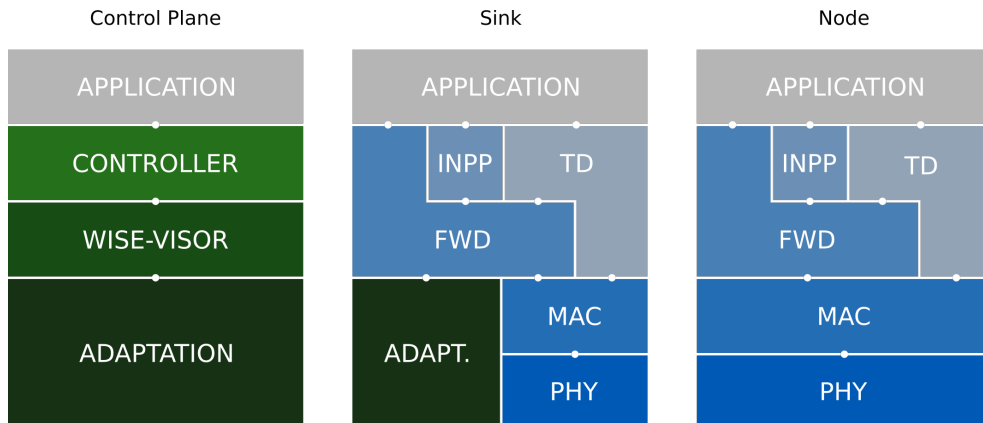 Control Plane
APPLICATION
CONTROLLER
WISE-VISOR
ADAPTATION
Sink
APPLICATION
INPP
TD
FWD
ADAPT.
MAC
PHY
Node
APPLICATION
INPP
TD
FWD
MAC
PHY